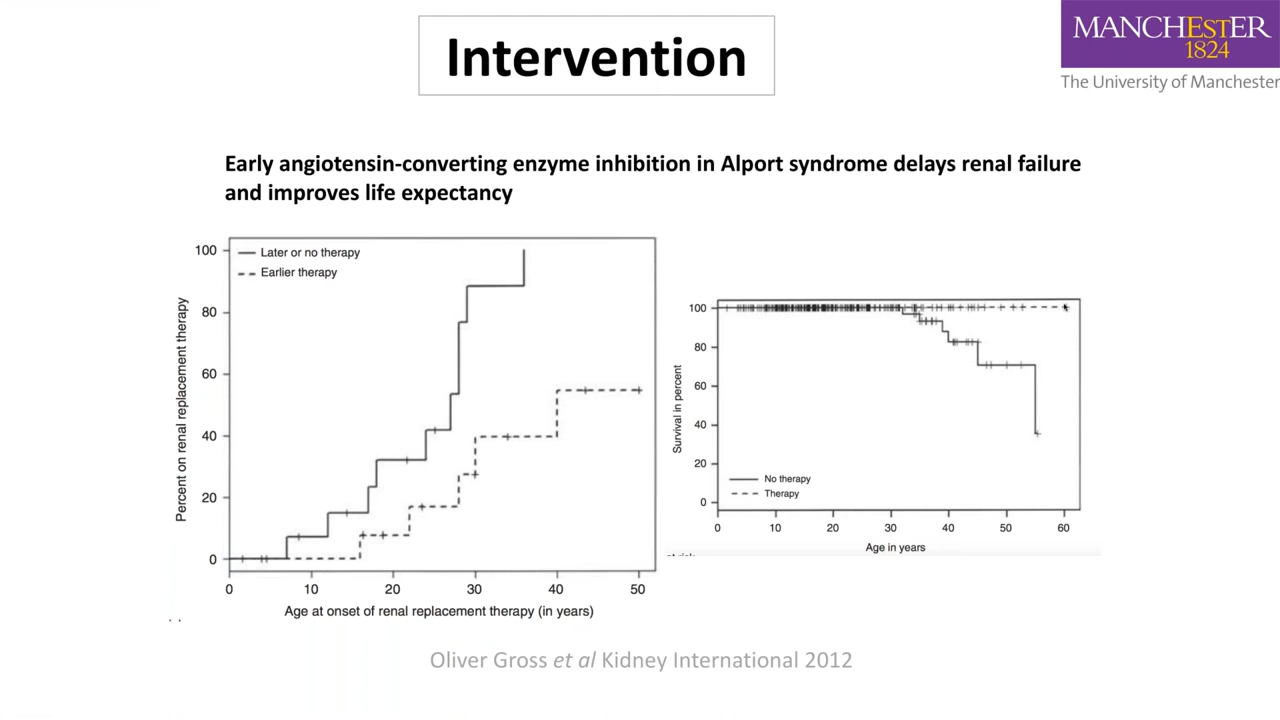 Intervention
MANCHESTER
1824
The University of Manchester
Early angiotensin-converting enzyme inhibition in Alport syndrome delays renal failure
and improves life expectancy
Percent on renal replacement therapy
100
80
60
40
20
0
Later or no therapy
Earlier therapy
0 10 20 30 40 50
Age at onset of renal replacement therapy (in years)
Survival in percent
100
80
60
40
20
0
No therapy
Therapy
0 10 20 30 40 50 60
Age in years
Oliver Gross et al Kidney International 2012